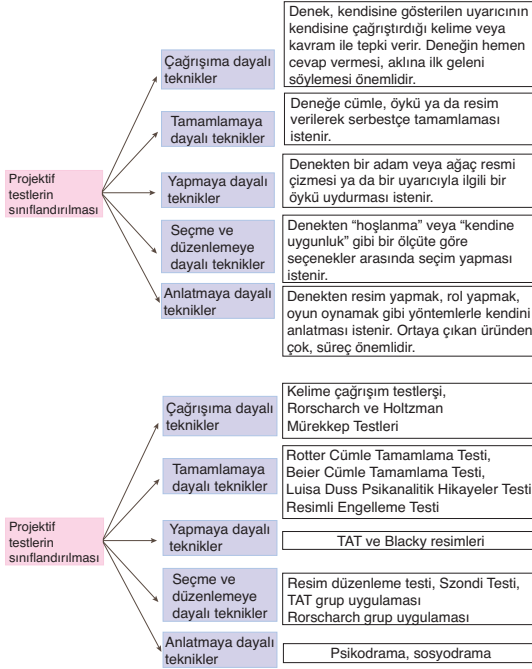 Projektif
testlerin
sınıflandırılması
Çağrışıma dayalı
teknikler
Denek, kendisine gösterilen uyarıcının
kendisine çağrıştırdığı kelime veya
kavram ile tepki verir. Deneğin hemen
cevap vermesi, aklına ilk geleni
söylemesi önemlidir.
Tamamlamaya
dayalı teknikler
Deneğe cümle, öykü ya da resim
verilerek serbestçe tamamlaması
istenir.
Yapmaya dayalı
teknikler
Denekten bir adam veya ağaç resmi
çizmesi ya da bir uyarıcıyla ilgili bir
öykü uydurması istenir.
Seçme ve
düzenlemeye
dayalı teknikler
Denekten “hoşlanma” veya “kendine
uygunluk” gibi bir ölçüte göre
seçenekler arasında seçim yapması
istenir.
Anlatmaya dayalı
teknikler
Denekten resim yapmak, rol yapmak,
oyun oynamak gibi yöntemlerle kendini
anlatması istenir. Ortaya çıkan üründen
çok, süreç önemlidir.
Projektif
testlerin
sınıflandırılması
Çağrışıma dayalı
teknikler
Kelime çağrışım testlerşi,
Rorscharch ve Holtzman
Mürekkep Testleri
Tamamlamaya
dayalı teknikler
Rotter Cümle Tamamlama Testi,
Beier Cümle Tamamlama Testi,
Luisa Duss Psikanalitik Hikayeler Testi
Resimli Engelleme Testi
Yapmaya dayalı
teknikler
TAT ve Blacky resimleri
Seçme ve
düzenlemeye
dayalı teknikler
Resim düzenleme testi, Szondi Testi,
TAT grup uygulaması
Rorscharch grup uygulaması
Anlatmaya dayalı
teknikler
Psikodrama, sosyodrama